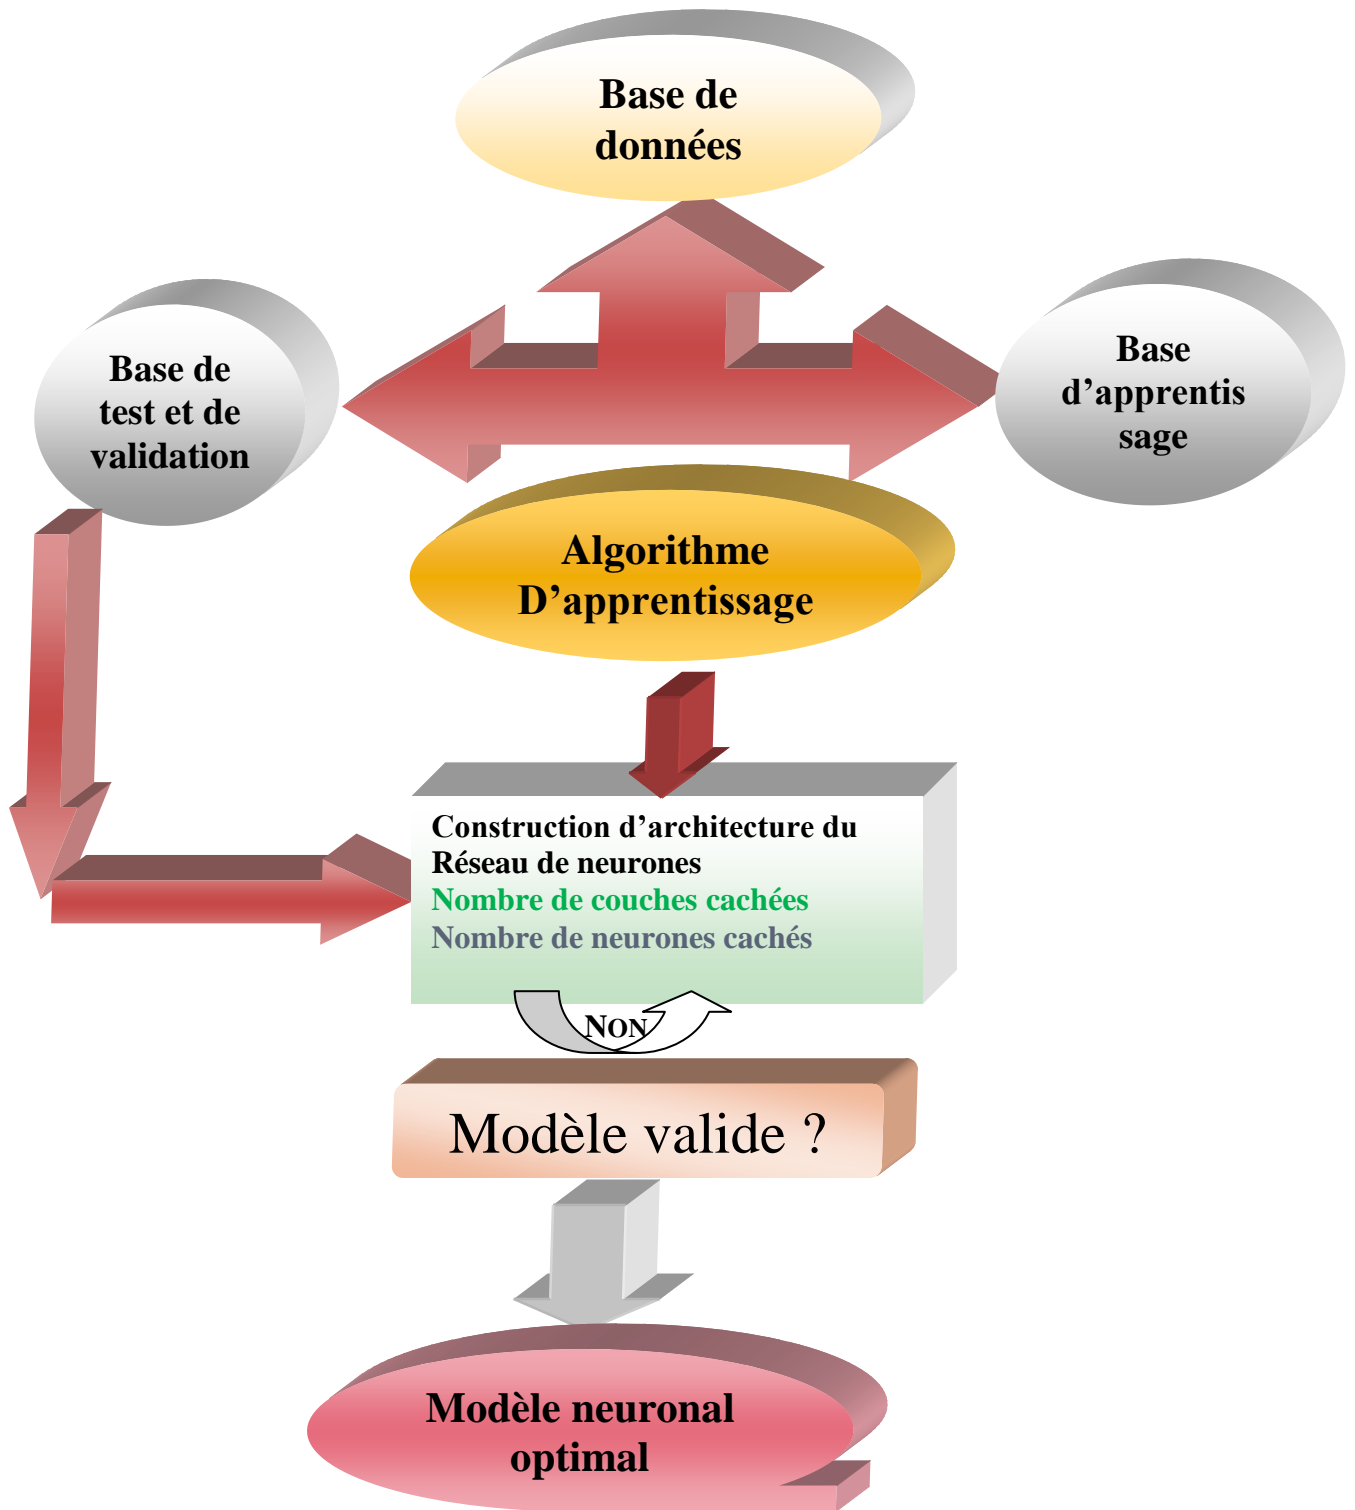 Base de
données
Base de
test et de
validation
Base
d’apprentis
sage
Algorithme
D’apprentissage
Construction d’architecture du
Réseau de neurones
Nombre de couches cachées
Nombre de neurones cachés
NON
Modèle valide ?
Modèle neuronal
optimal